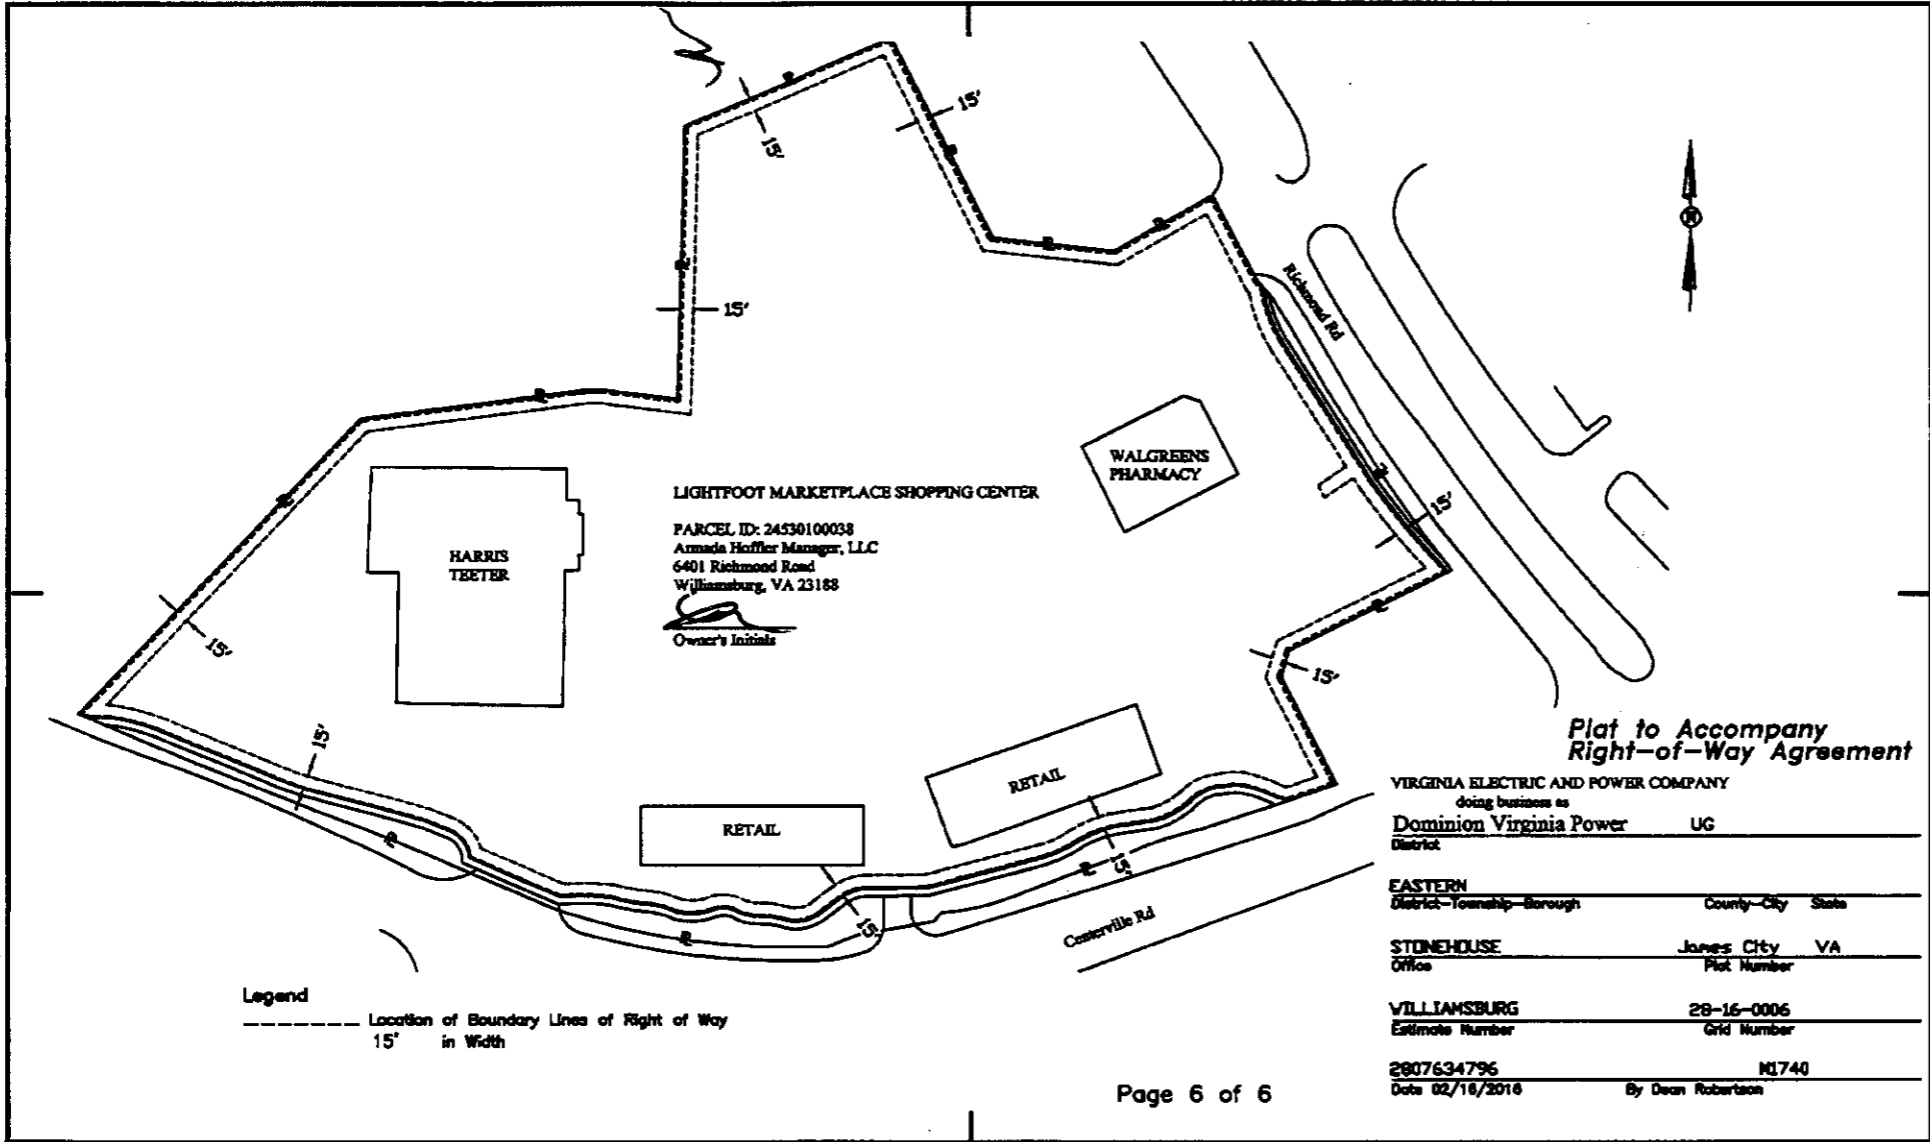 15'
15'
15'
Richmond Rd
WALGREENS
PHARMACY
LIGHTFOOT MARKETPLACE SHOPPING CENTER
PARCEL ID: 24530100038
Armada Hoffler Manager, LLC
6401 Richmond Road
Williamsburg, VA 23188
Owner's Initials
HARRIS
TEETER
15'
15'
15'
15'
RETAIL
RETAIL
15'
15'
Centerville Rd
N
Legend
Location of Boundary Lines of Right of Way
15' in Width
Page 6 of 6
Plat to Accompany
Right-of-Way Agreement
VIRGINIA ELECTRIC AND POWER COMPANY
doing business as
Dominion Virginia Power UG
District
EASTERN
District-Township-Borough County-City State
STONEHOUSE James City VA
Office Plat Number
WILLIAMSBURG 28-16-0006
Estimate Number Grid Number
2807634796 M1740
Date 02/16/2016 By Dean Robertson